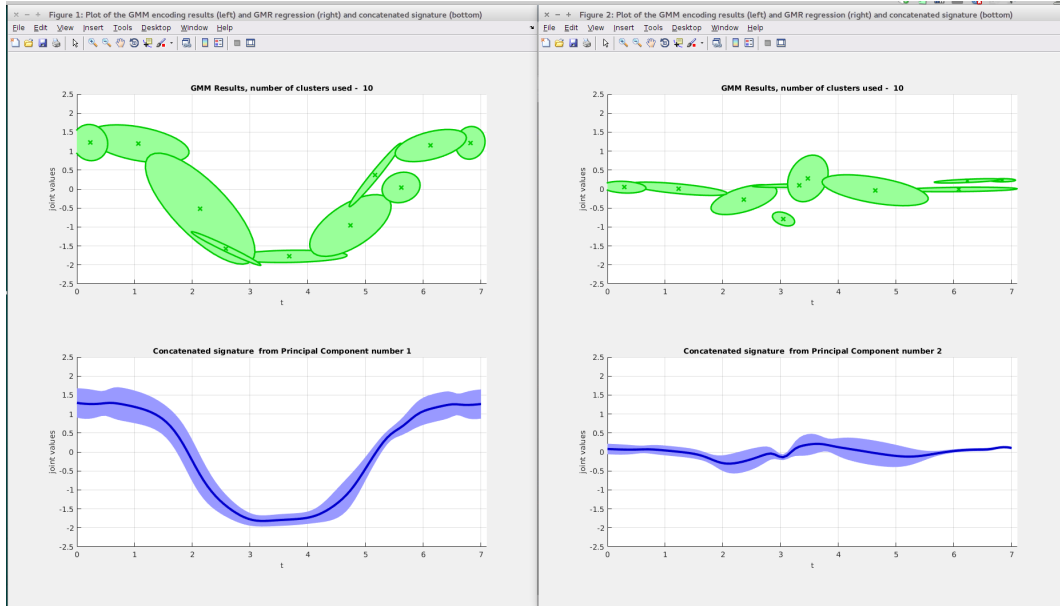 Figure 1: Plot of the GMM encoding results (left) and GMR regression (right) and concatenated signature (bottom)
File Edit View Insert Tools Desktop Window Help
GMM Results, number of clusters used - 10
2.5
2
1.5
1
0.5
0
-0.5
-1
-1.5
-2
-2.5
joint values
0 1 2 3 4 5 6 7
t
Concatenated signature from Principal Component number 1
2.5
2
1.5
1
0.5
0
-0.5
-1
-1.5
-2
-2.5
joint values
0 1 2 3 4 5 6 7
t
Figure 2: Plot of the GMM encoding results (left) and GMR regression (right) and concatenated signature (bottom)
File Edit View Insert Tools Desktop Window Help
GMM Results, number of clusters used - 10
2.5
2
1.5
1
0.5
0
-0.5
-1
-1.5
-2
-2.5
joint values
0 1 2 3 4 5 6 7
t
Concatenated signature from Principal Component number 2
2.5
2
1.5
1
0.5
0
-0.5
-1
-1.5
-2
-2.5
joint values
0 1 2 3 4 5 6 7
t